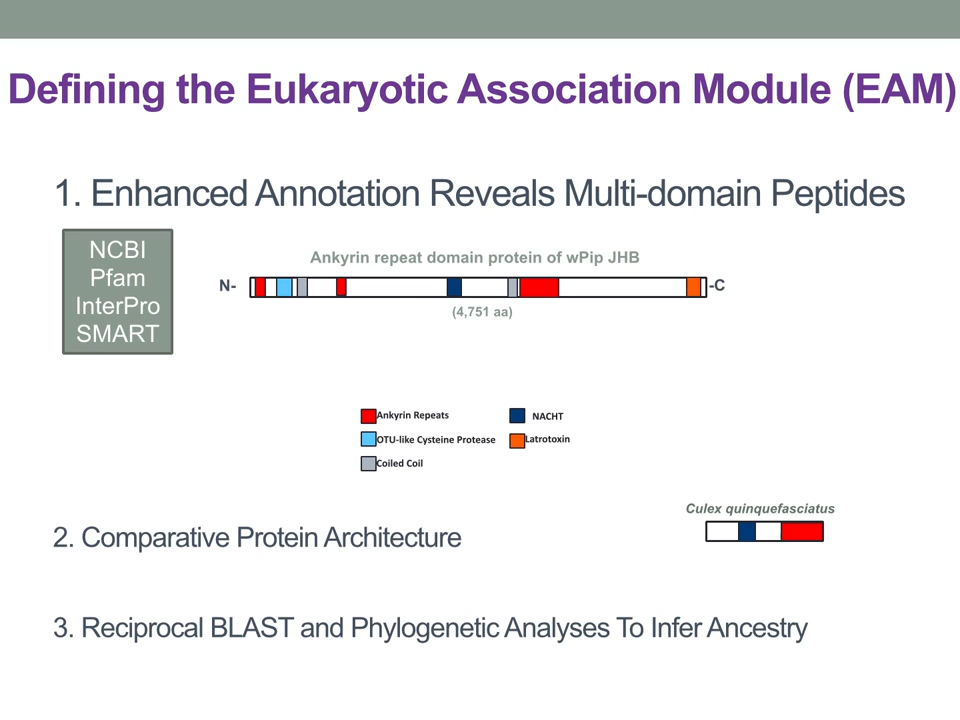 Defining the Eukaryotic Association Module (EAM)
1. Enhanced Annotation Reveals Multi-domain Peptides
NCBI
Pfam
InterPro
SMART
Ankyrin repeat domain protein of wPip JHB
N-
-C
(4,751 aa)
Ankyrin Repeats
NACHT
OTU-like Cysteine Protease
Latrotoxin
Coiled Coil
Culex quinquefasciatus
2. Comparative Protein Architecture
3. Reciprocal BLAST and Phylogenetic Analyses To Infer Ancestry